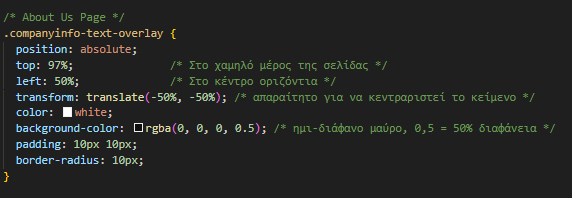 /* About Us Page */
.companyinfo-text-overlay {
position: absolute;
top: 97%; /* Στο χαμηλό μέρος της σελίδας */
left: 50%; /* Στο κέντρο οριζόντια */
transform: translate(-50%, -50%); /* απαραίτητο για να κεντραριστεί το κείμενο */
color: white;
background-color: rgba(0, 0, 0, 0.5); /* ημι-διάφανο μαύρο, 0,5 = 50% διαφάνεια */
padding: 10px 10px;
border-radius: 10px;
}